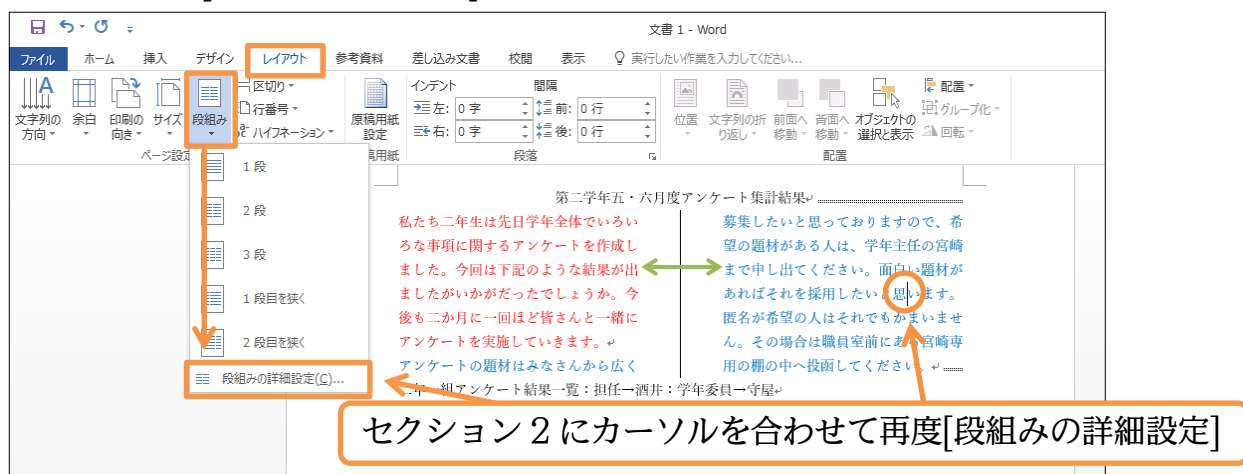 文書 1 - Word
ファイル ホーム 挿入 デザイン レイアウト 参考資料 差し込み文書 校閲 表示 実行したい作業を入力してください...
文字列の方向 余白 印刷の向き サイズ 段組み
区切り
行番号
ハイフネーション
原稿用紙設定
インデント 間隔
左: 0 字 前: 0 行
右: 0 字 後: 0 行
位置 文字列の折り返し 前面へ移動 背面へ移動 オブジェクトの選択と表示
配置
グループ化
回転
ページ設定 稿用紙 段落 配置
1 段
2 段
3 段
1 段目を狭く
2 段目を狭く
段組みの詳細設定(C)...
第二学年五・六月度アンケート集計結果
私たち二年生は先日学年全体でいろい
ろな事項に関するアンケートを作成し
ました。今回は下記のような結果が出
ましたがいかがだったでしょうか。今
後も二か月に一回ほど皆さんと一緒に
アンケートを実施していきます。
アンケートの題材はみなさんから広く
募集したいと思っておりますので、希
望の題材がある人は、学年主任の宮崎
まで申し出てください。面白い題材が
あればそれを採用したいと思います。
匿名が希望の人はそれでもかまいませ
ん。その場合は職員室前にある宮崎専
用の棚の中へ投函してください。
二年一組アンケート結果一覧：担任→酒井：学年委員→守屋
セクション２にカーソルを合わせて再度[段組みの詳細設定]